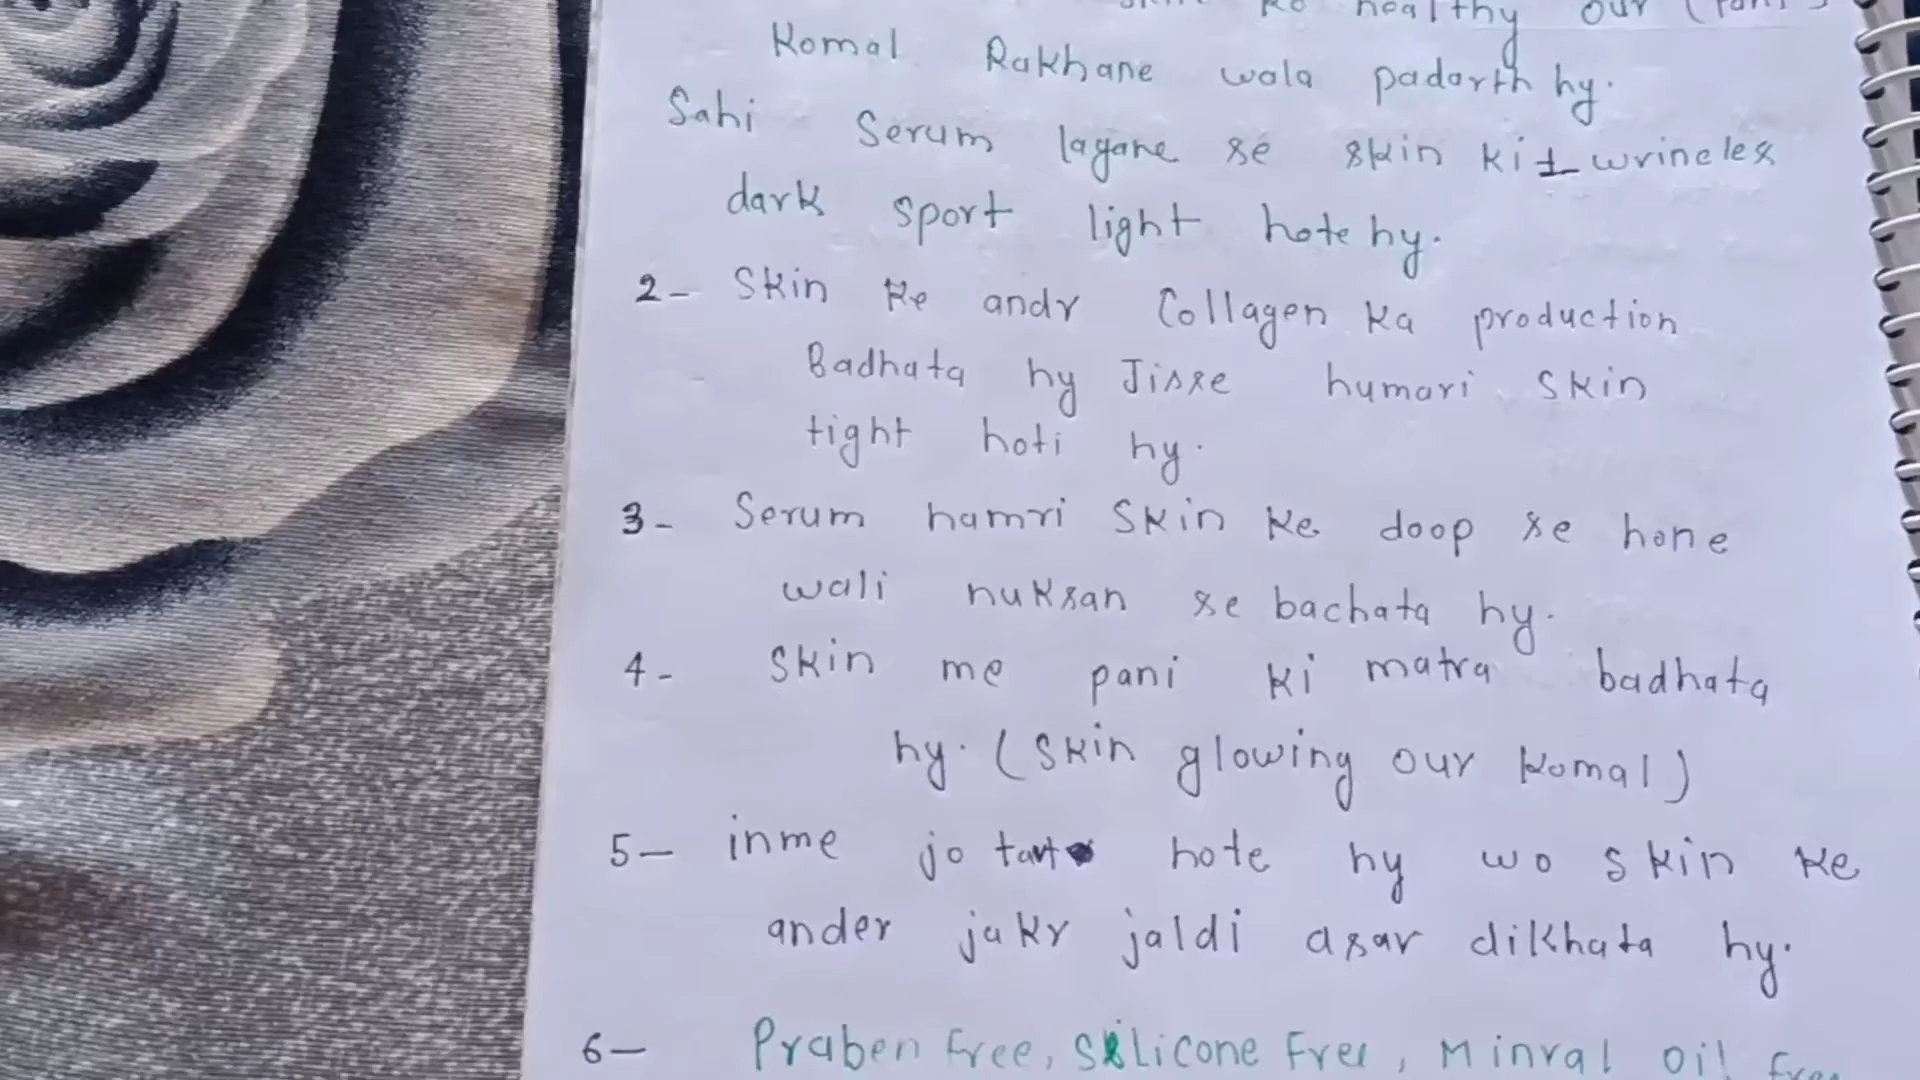 ko healthy our
Komal Rakhane wala padarth hy.
Sahi Serum lagane se skin ki wrineles
dark sport light hote hy.
2- Skin ke andr Collagen ka production
Badhata hy Jisse humari skin
tight hoti hy.
3- Serum hamri skin ke doop se hone
wali nuksan se bachata hy.
4- skin me pani ki matra badhata
hy. (skin glowing our komal)
5- inme jo hote hy wo skin ke
ander jakr jaldi asar dikhata hy.
6- Praben Free, Silicone Free, Minral Oil free